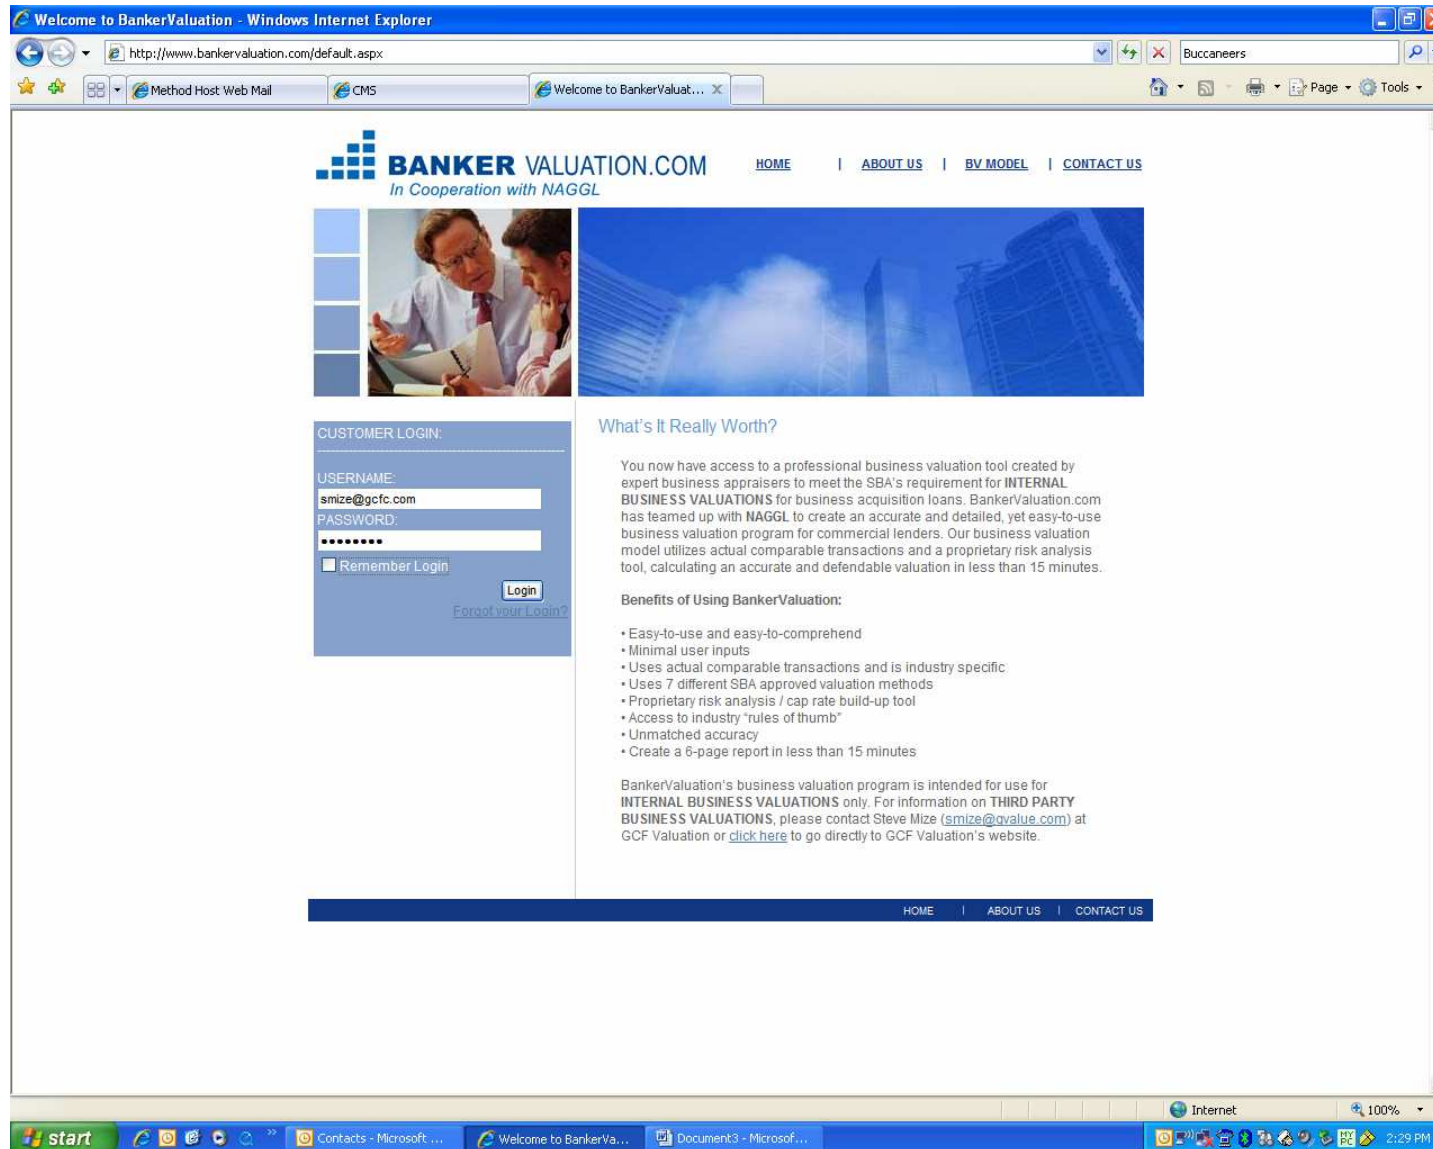 Welcome to BankerValuation - Windows Internet Explorer
http://www.bankervaluation.com/default.aspx
Buccaneers
Method Host Web Mail
CMS
Welcome to BankerValuat...
Page
Tools
BANKER VALUATION.COM
In Cooperation with NAGGL
HOME | ABOUT US | BV MODEL | CONTACT US
CUSTOMER LOGIN:
USERNAME:
smize@gcfc.com
PASSWORD:
••••••••
Remember Login
Login
Forgot your Login?
What's It Really Worth?
You now have access to a professional business valuation tool created by
expert business appraisers to meet the SBA's requirement for INTERNAL
BUSINESS VALUATIONS for business acquisition loans. BankerValuation.com
has teamed up with NAGGL to create an accurate and detailed, yet easy-to-use
business valuation program for commercial lenders. Our business valuation
model utilizes actual comparable transactions and a proprietary risk analysis
tool, calculating an accurate and defendable valuation in less than 15 minutes.
Benefits of Using BankerValuation:
• Easy-to-use and easy-to-comprehend
• Minimal user inputs
• Uses actual comparable transactions and is industry specific
• Uses 7 different SBA approved valuation methods
• Proprietary risk analysis / cap rate build-up tool
• Access to industry "rules of thumb"
• Unmatched accuracy
• Create a 6-page report in less than 15 minutes
BankerValuation's business valuation program is intended for use for
INTERNAL BUSINESS VALUATIONS only. For information on THIRD PARTY
BUSINESS VALUATIONS, please contact Steve Mize (smize@gvalue.com) at
GCF Valuation or click here to go directly to GCF Valuation's website.
HOME | ABOUT US | CONTACT US
Internet
100%
start
Contacts - Microsoft ...
Welcome to BankerVa...
Document3 - Microsof...
MY PC
2:29 PM